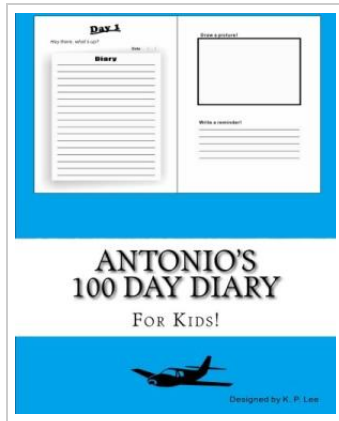 Day 1
Hey there, what's up?
Date
Diary
Draw a picture!
Write a reminder!
ANTONIO'S
100 DAY DIARY
FOR KIDS!
Designed by K. P. Lee